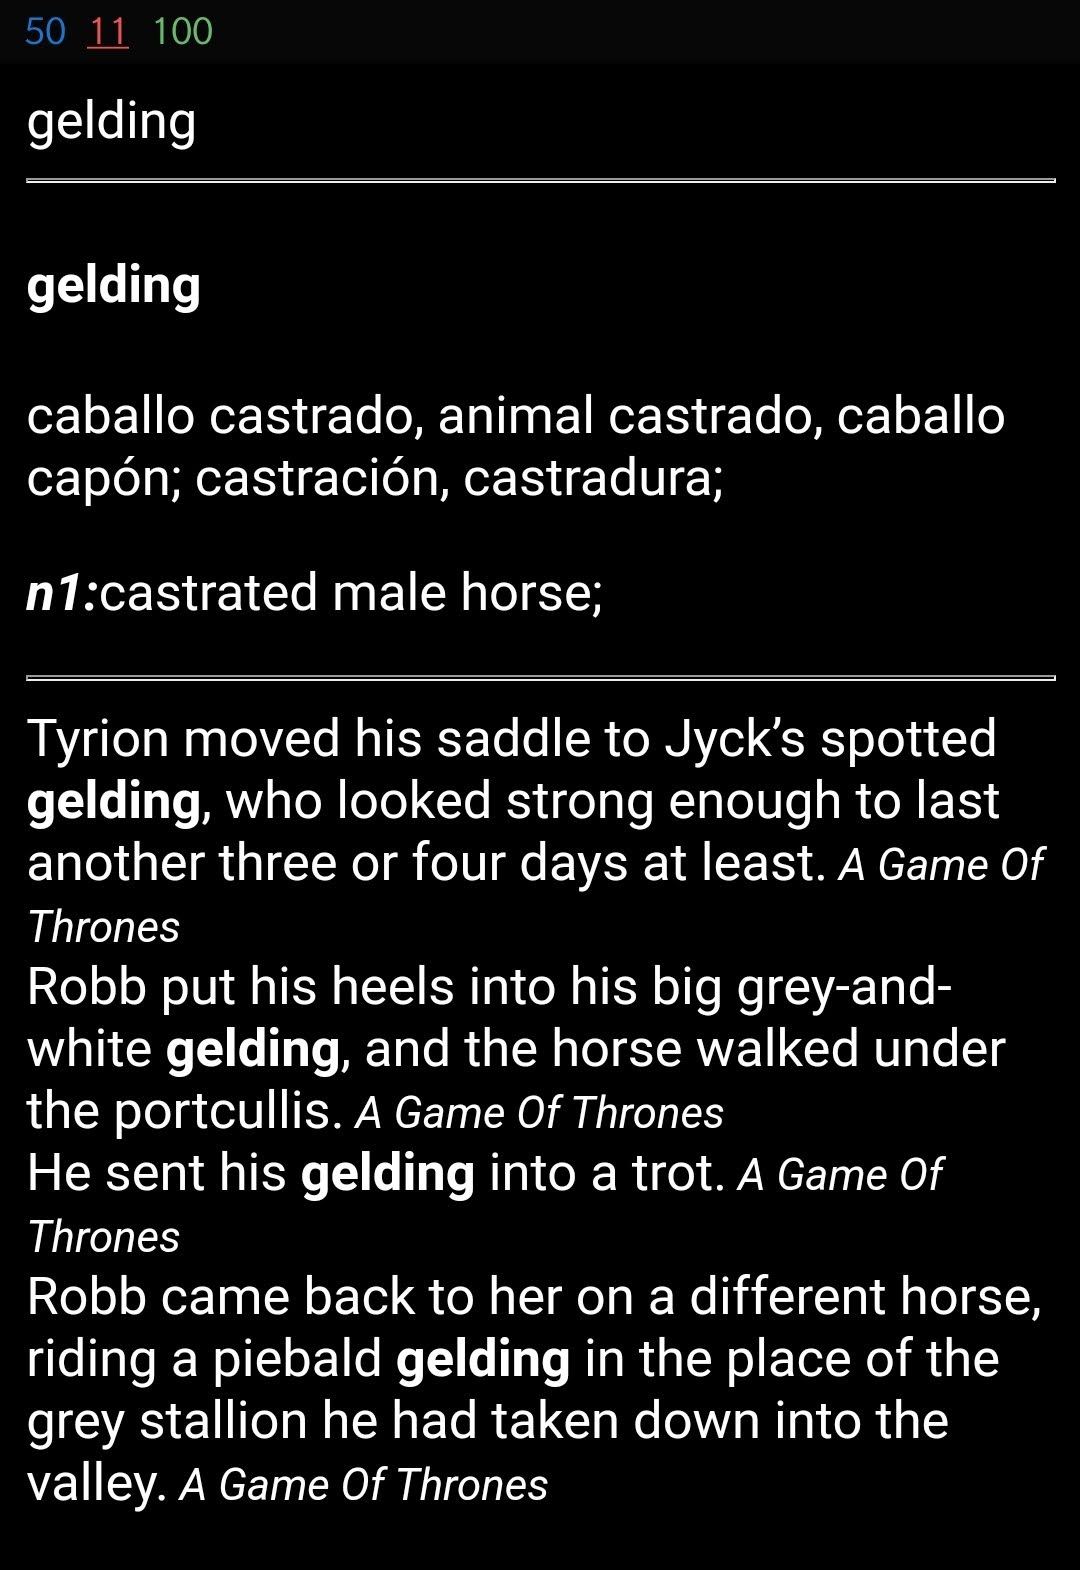 50 11 100
gelding
gelding
caballo castrado, animal castrado, caballo
capón; castración, castradura;
n1:castrated male horse;
Tyrion moved his saddle to Jyck’s spotted
gelding, who looked strong enough to last
another three or four days at least. A Game Of
Thrones
Robb put his heels into his big grey-and-
white gelding, and the horse walked under
the portcullis. A Game Of Thrones
He sent his gelding into a trot. A Game Of
Thrones
Robb came back to her on a different horse,
riding a piebald gelding in the place of the
grey stallion he had taken down into the
valley. A Game Of Thrones